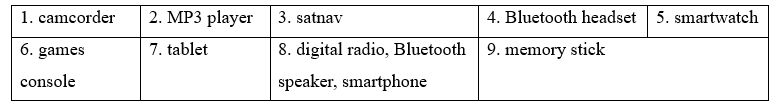 1. camcorder 2. MP3 player 3. satnav 4. Bluetooth headset 5. smartwatch
6. games console 7. tablet 8. digital radio, Bluetooth speaker, smartphone 9. memory stick